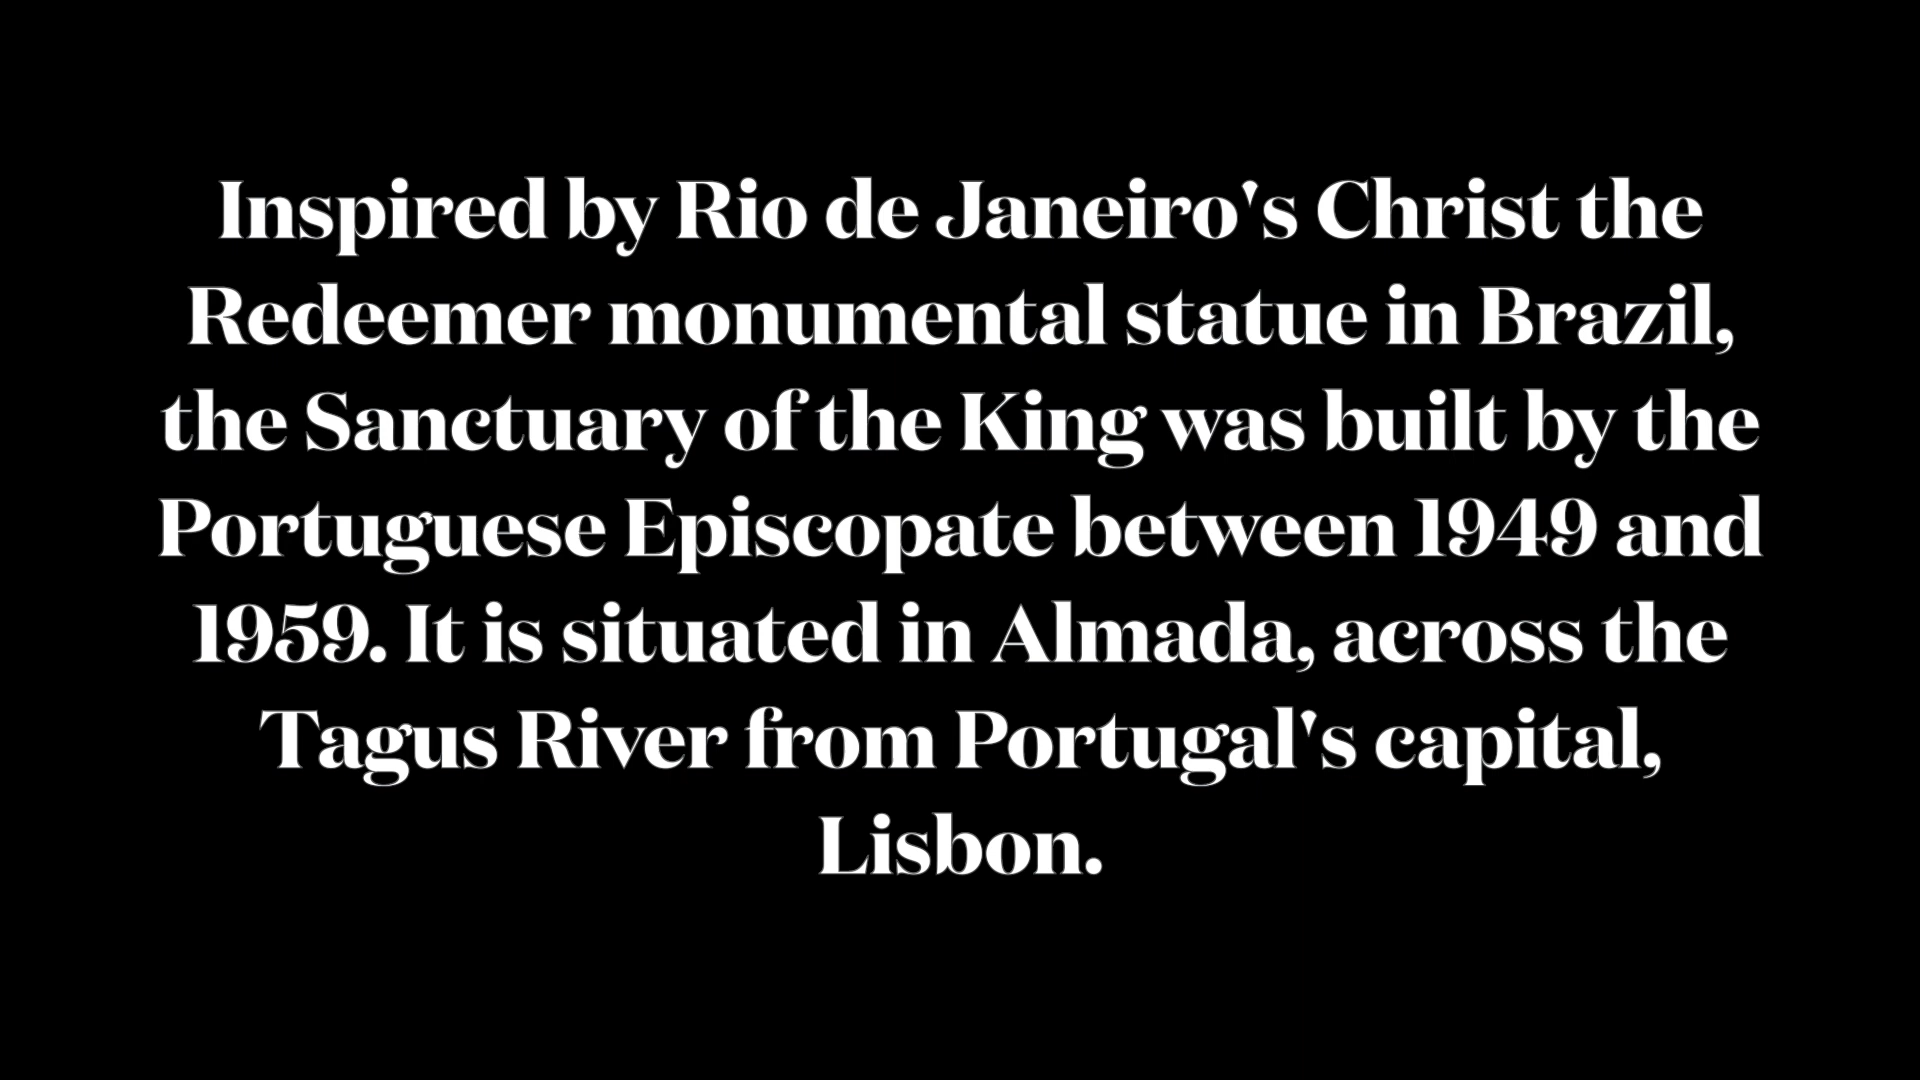 Inspired by Rio de Janeiro's Christ the
Redeemer monumental statue in Brazil,
the Sanctuary of the King was built by the
Portuguese Episcopate between 1949 and
1959. It is situated in Almada, across the
Tagus River from Portugal's capital,
Lisbon.